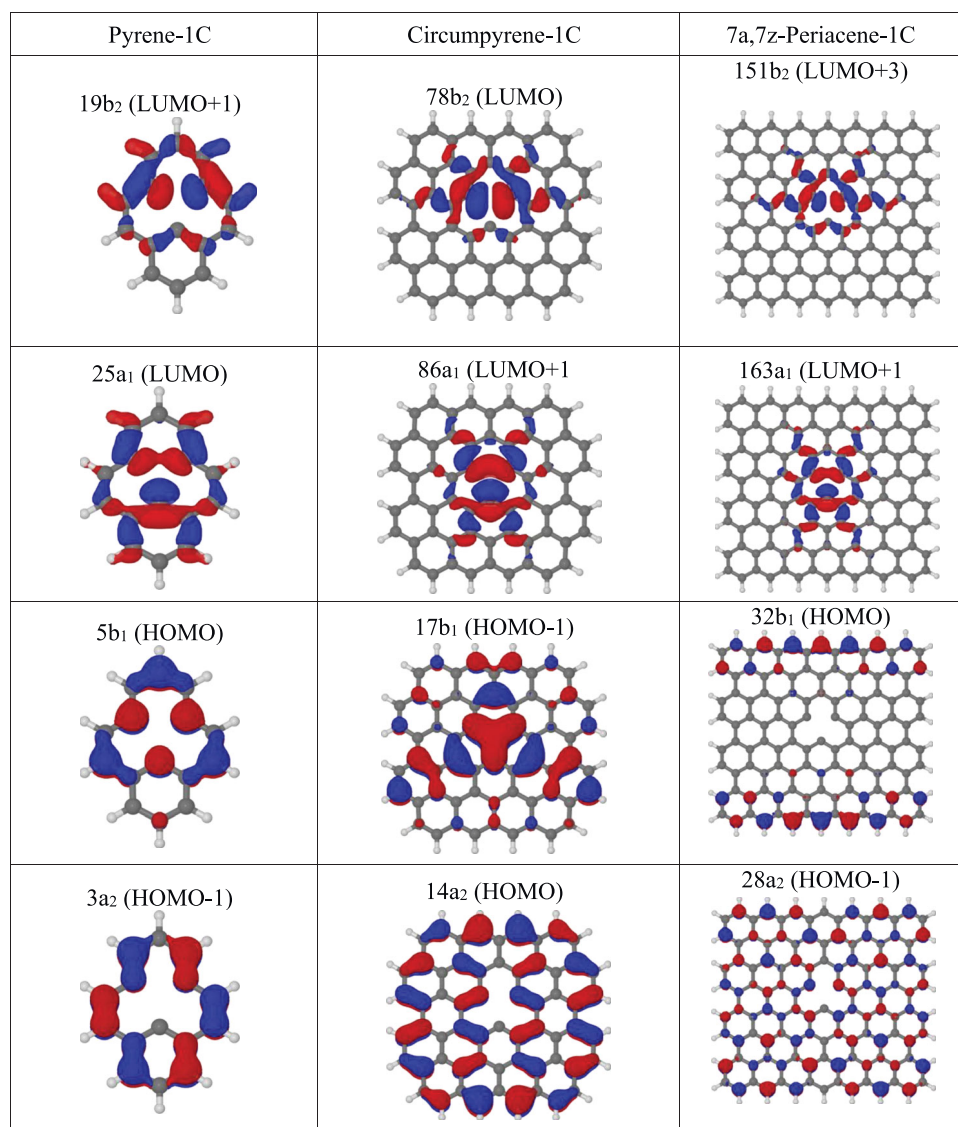 Pyrene-1C
Circumpyrene-1C
7a,7z-Periacene-1C
19b₂ (LUMO+1)
78b₂ (LUMO)
151b₂ (LUMO+3)
25a₁ (LUMO)
86a₁ (LUMO+1
163a₁ (LUMO+1
5b₁ (HOMO)
17b₁ (HOMO-1)
32b₁ (HOMO)
3a₂ (HOMO-1)
14a₂ (HOMO)
28a₂ (HOMO-1)